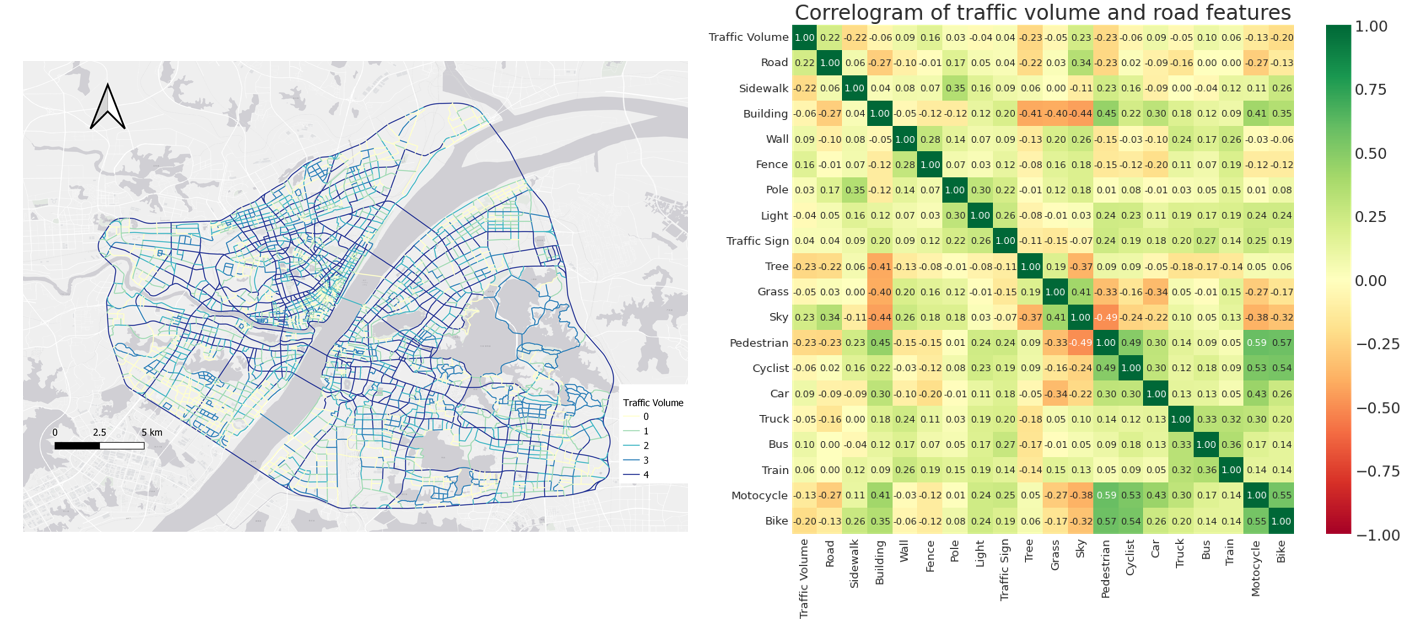 Correlogram of traffic volume and road features
Traffic Volume 1.00 0.22 -0.22 -0.06 0.09 0.16 0.03 -0.04 0.04 -0.23 -0.05 0.23 -0.23 -0.06 0.09 -0.05 0.10 0.06 -0.13 -0.20
Road 0.22 1.00 0.06 -0.27 -0.10 -0.01 0.17 0.05 0.04 -0.22 0.03 0.34 -0.23 0.02 -0.09 -0.16 0.00 0.00 -0.27 -0.13
Sidewalk -0.22 0.06 1.00 0.04 0.08 0.07 0.35 0.16 0.09 0.06 0.00 -0.11 0.23 0.16 -0.09 0.00 -0.04 0.12 0.11 0.26
Building -0.06 -0.27 0.04 1.00 -0.05 -0.12 -0.12 0.12 0.20 -0.41 -0.40 -0.44 0.45 0.22 0.30 0.18 0.12 0.09 0.41 0.35
Wall 0.09 -0.10 0.08 -0.05 1.00 0.28 0.14 0.07 0.09 -0.13 0.20 0.26 -0.15 -0.03 -0.10 0.24 0.17 0.26 -0.03 -0.06
Fence 0.16 -0.01 0.07 -0.12 0.28 1.00 0.07 0.03 0.12 -0.08 0.16 0.18 -0.15 -0.12 -0.20 0.11 0.07 0.19 -0.12 -0.12
Pole 0.03 0.17 0.35 -0.12 0.14 0.07 1.00 0.30 0.22 -0.01 0.12 0.18 0.01 0.08 -0.01 0.03 0.05 0.15 0.01 0.08
Light -0.04 0.05 0.16 0.12 0.07 0.03 0.30 1.00 0.26 -0.08 -0.01 0.03 0.24 0.23 0.11 0.19 0.17 0.19 0.24 0.24
Traffic Sign 0.04 0.04 0.09 0.20 0.09 0.12 0.22 0.26 1.00 -0.11 -0.15 -0.07 0.24 0.19 0.18 0.20 0.27 0.14 0.25 0.19
Tree -0.23 -0.22 0.06 -0.41 -0.13 -0.08 -0.01 -0.08 -0.11 1.00 0.19 -0.37 0.09 0.09 -0.05 -0.18 -0.17 -0.14 0.05 0.06
Grass -0.05 0.03 0.00 -0.40 0.20 0.16 0.12 -0.01 -0.15 0.19 1.00 0.41 -0.33 -0.16 -0.34 0.05 -0.01 0.15 -0.27 -0.17
Sky 0.23 0.34 -0.11 -0.44 0.26 0.18 0.18 0.03 -0.07 -0.37 0.41 1.00 -0.49 -0.24 -0.22 0.10 0.05 0.13 -0.38 -0.32
Pedestrian -0.23 -0.23 0.23 0.45 -0.15 -0.15 0.01 0.24 0.24 0.09 -0.33 -0.49 1.00 0.49 0.30 0.14 0.09 0.05 0.59 0.57
Cyclist -0.06 0.02 0.16 0.22 -0.03 -0.12 0.08 0.23 0.19 0.09 -0.16 -0.24 0.49 1.00 0.30 0.12 0.18 0.09 0.53 0.54
Car 0.09 -0.09 -0.09 0.30 -0.10 -0.20 -0.01 0.11 0.18 -0.05 -0.34 -0.22 0.30 0.30 1.00 0.13 0.13 0.05 0.43 0.26
Truck -0.05 -0.16 0.00 0.18 0.24 0.11 0.03 0.19 0.20 -0.18 0.05 0.10 0.14 0.12 0.13 1.00 0.33 0.32 0.30 0.20
Bus 0.10 0.00 -0.04 0.12 0.17 0.07 0.05 0.17 0.27 -0.17 -0.01 0.05 0.09 0.18 0.13 0.33 1.00 0.36 0.17 0.14
Train 0.06 0.00 0.12 0.09 0.26 0.19 0.15 0.19 0.14 -0.14 0.15 0.13 0.05 0.09 0.05 0.32 0.36 1.00 0.14 0.14
Motorcycle -0.13 -0.27 0.11 0.41 -0.03 -0.12 0.01 0.24 0.25 0.05 -0.27 -0.38 0.59 0.53 0.43 0.30 0.17 0.14 1.00 0.55
Bike -0.20 -0.13 0.26 0.35 -0.06 -0.12 0.08 0.24 0.19 0.06 -0.17 -0.32 0.57 0.54 0.26 0.20 0.14 0.14 0.55 1.00
Traffic Volume Road Sidewalk Building Wall Fence Pole Light Traffic Sign Tree Grass Sky Pedestrian Cyclist Car Truck Bus Train Motorcycle Bike
1.00
0.75
0.50
0.25
0.00
−0.25
−0.50
−0.75
−1.00
Traffic Volume
0
1
2
3
4
0 2.5 5 km